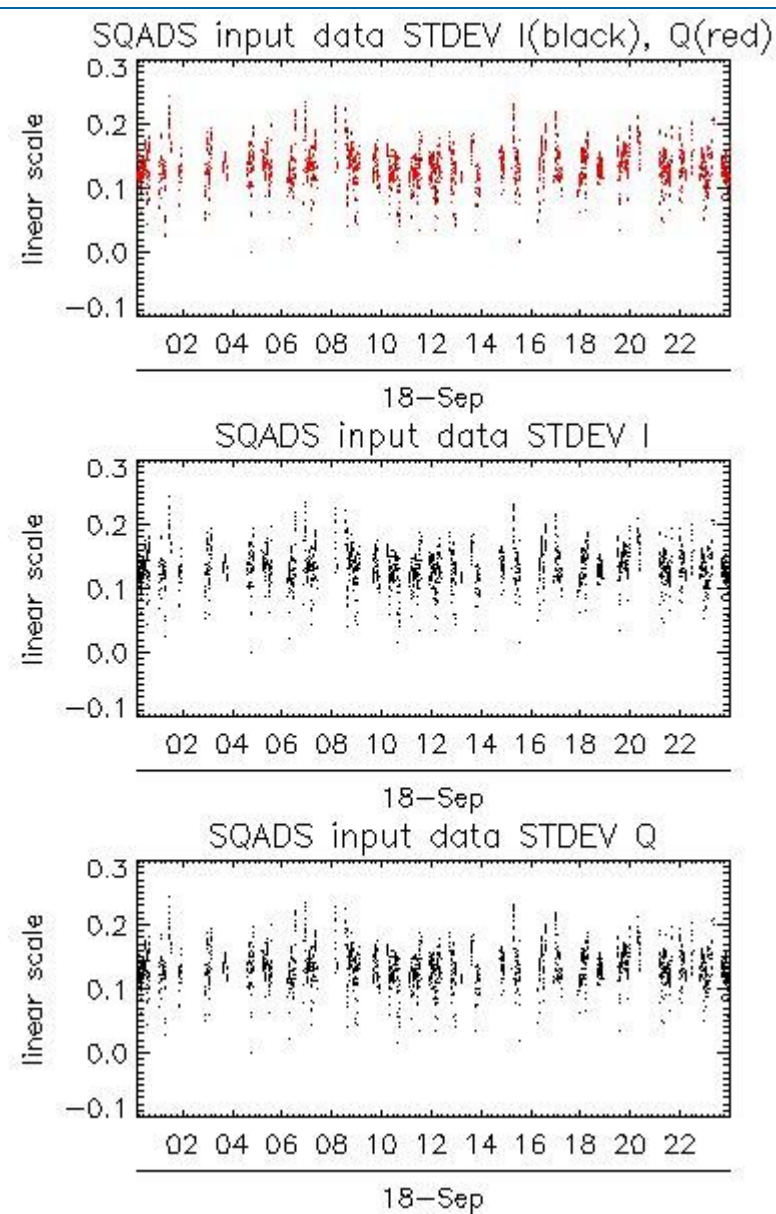 SQADS input data STDEV I(black), Q(red)
linear scale
0.3
0.2
0.1
0.0
−0.1
02 04 06 08 10 12 14 16 18 20 22
18−Sep
SQADS input data STDEV I
linear scale
0.3
0.2
0.1
0.0
−0.1
02 04 06 08 10 12 14 16 18 20 22
18−Sep
SQADS input data STDEV Q
linear scale
0.3
0.2
0.1
0.0
−0.1
02 04 06 08 10 12 14 16 18 20 22
18−Sep